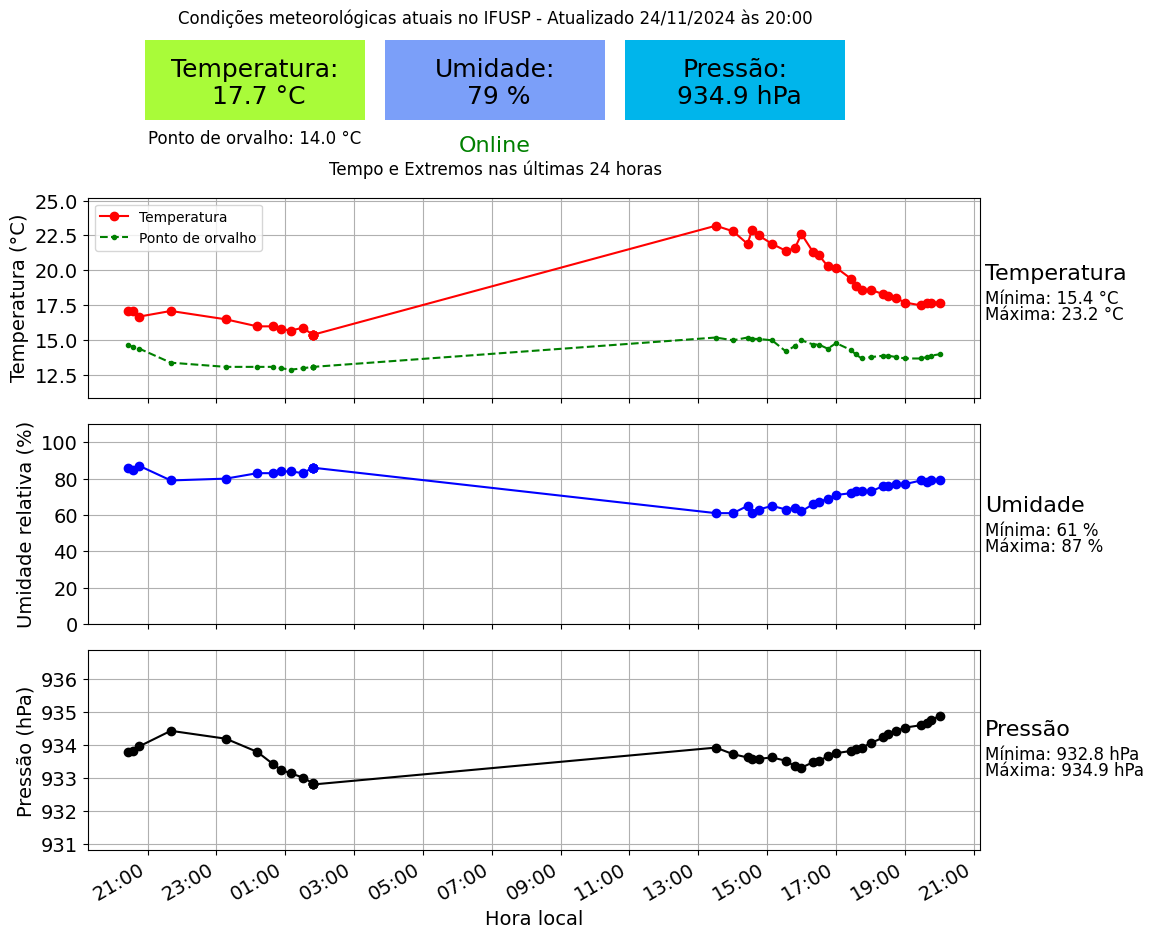 Condições meteorológicas atuais no IFUSP - Atualizado 24/11/2024 às 20:00
Temperatura:
17.7 °C
Umidade:
79 %
Pressão:
934.9 hPa
Ponto de orvalho: 14.0 °C
Online
Tempo e Extremos nas últimas 24 horas
Temperatura (°C)
25.0
22.5
20.0
17.5
15.0
12.5
Temperatura
Ponto de orvalho
Temperatura
Mínima: 15.4 °C
Máxima: 23.2 °C
Umidade relativa (%)
100
80
60
40
20
0
Umidade
Mínima: 61 %
Máxima: 87 %
Pressão (hPa)
936
935
934
933
932
931
Pressão
Mínima: 932.8 hPa
Máxima: 934.9 hPa
21:00
23:00
01:00
03:00
05:00
07:00
09:00
11:00
13:00
15:00
17:00
19:00
21:00
Hora local